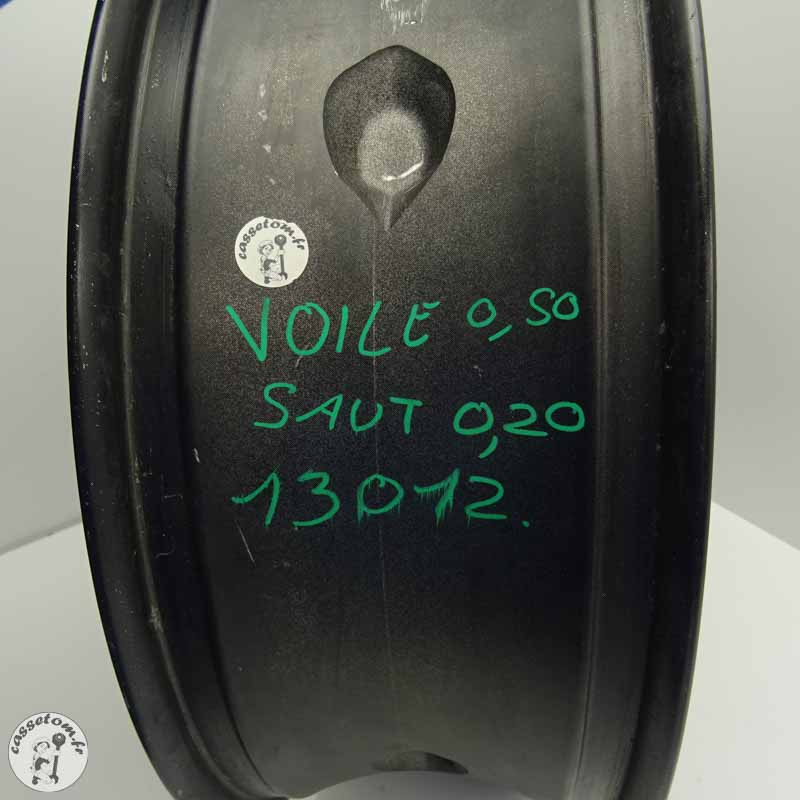 cassetom.fr
VOILE 0,50
SAUT 0,20
13012.
cassetom.fr